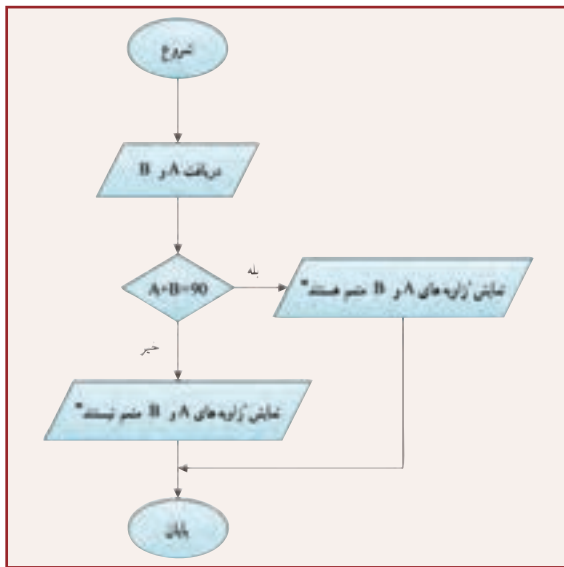 شروع
دریافت A و B
A+B=90
بله
نمایش "زاویه های A و B متمم هستند"
خیر
نمایش "زاویه های A و B متمم نیستند"
پایان